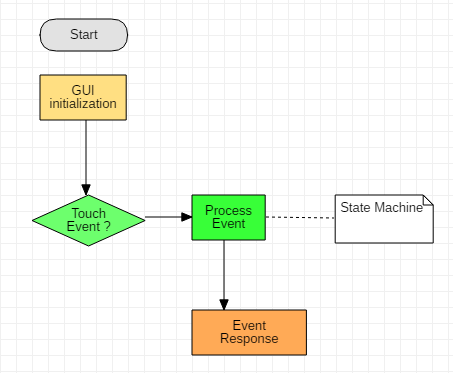 Start
GUI
initialization
Touch
Event ?
Process
Event
State Machine
Event
Response